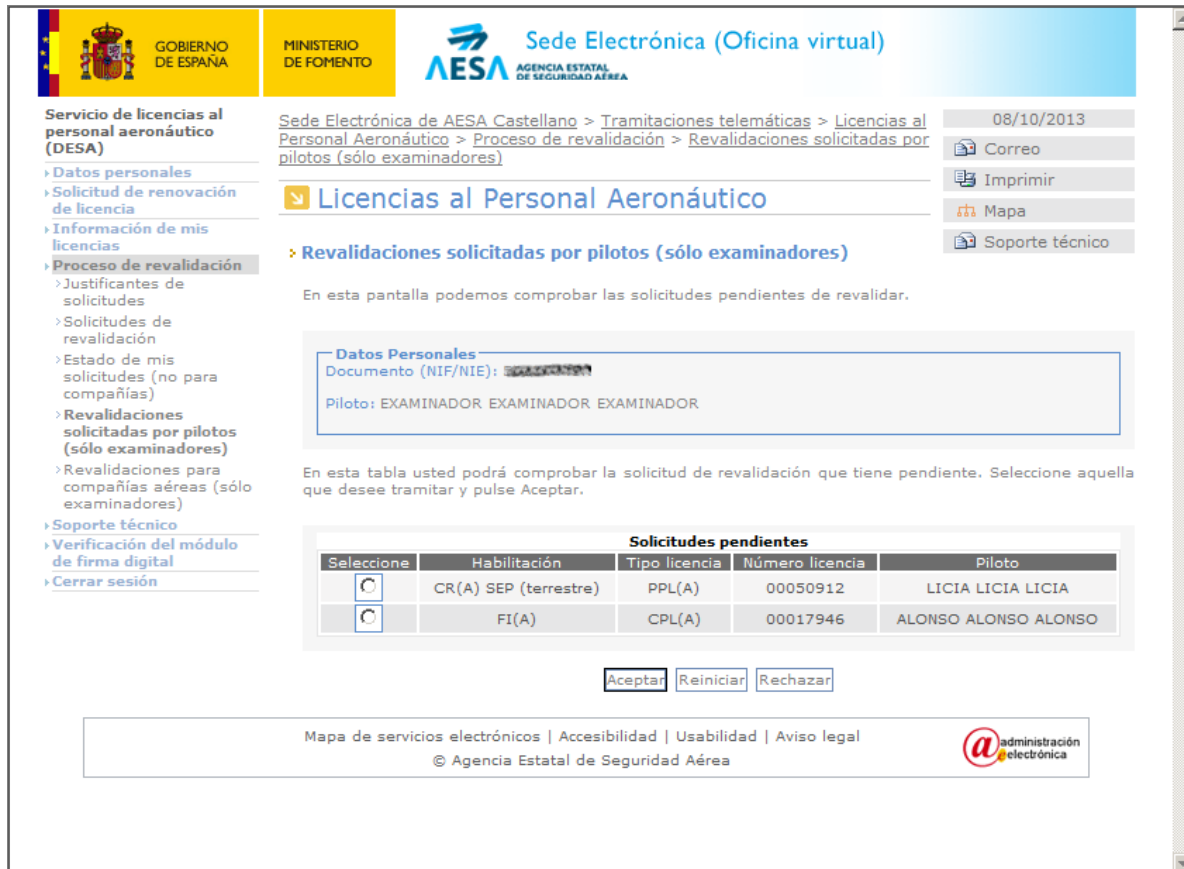 GOBIERNO
DE ESPAÑA
MINISTERIO
DE FOMENTO
AESA
AGENCIA ESTATAL
DE SEGURIDAD AÉREA
Sede Electrónica (Oficina virtual)
Servicio de licencias al
personal aeronáutico
(DESA)
Datos personales
Solicitud de renovación
de licencia
Información de mis
licencias
Proceso de revalidación
Justificantes de
solicitudes
Solicitudes de
revalidación
Estado de mis
solicitudes (no para
compañías)
Revalidaciones
solicitadas por pilotos
(sólo examinadores)
Revalidaciones para
compañías aéreas (sólo
examinadores)
Soporte técnico
Verificación del módulo
de firma digital
Cerrar sesión
Sede Electrónica de AESA Castellano > Tramitaciones telemáticas > Licencias al
Personal Aeronáutico > Proceso de revalidación > Revalidaciones solicitadas por
pilotos (sólo examinadores)
08/10/2013
Correo
Imprimir
Mapa
Soporte técnico
Licencias al Personal Aeronáutico
Revalidaciones solicitadas por pilotos (sólo examinadores)
En esta pantalla podemos comprobar las solicitudes pendientes de revalidar.
Datos Personales
Documento (NIF/NIE):
Piloto: EXAMINADOR EXAMINADOR EXAMINADOR
En esta tabla usted podrá comprobar la solicitud de revalidación que tiene pendiente. Seleccione aquella
que desee tramitar y pulse Aceptar.
Solicitudes pendientes
Seleccione Habilitación Tipo licencia Número licencia Piloto
CR(A) SEP (terrestre) PPL(A) 00050912 LICIA LICIA LICIA
FI(A) CPL(A) 00017946 ALONSO ALONSO ALONSO
Aceptar Reiniciar Rechazar
Mapa de servicios electrónicos | Accesibilidad | Usabilidad | Aviso legal
© Agencia Estatal de Seguridad Aérea
administración
electrónica